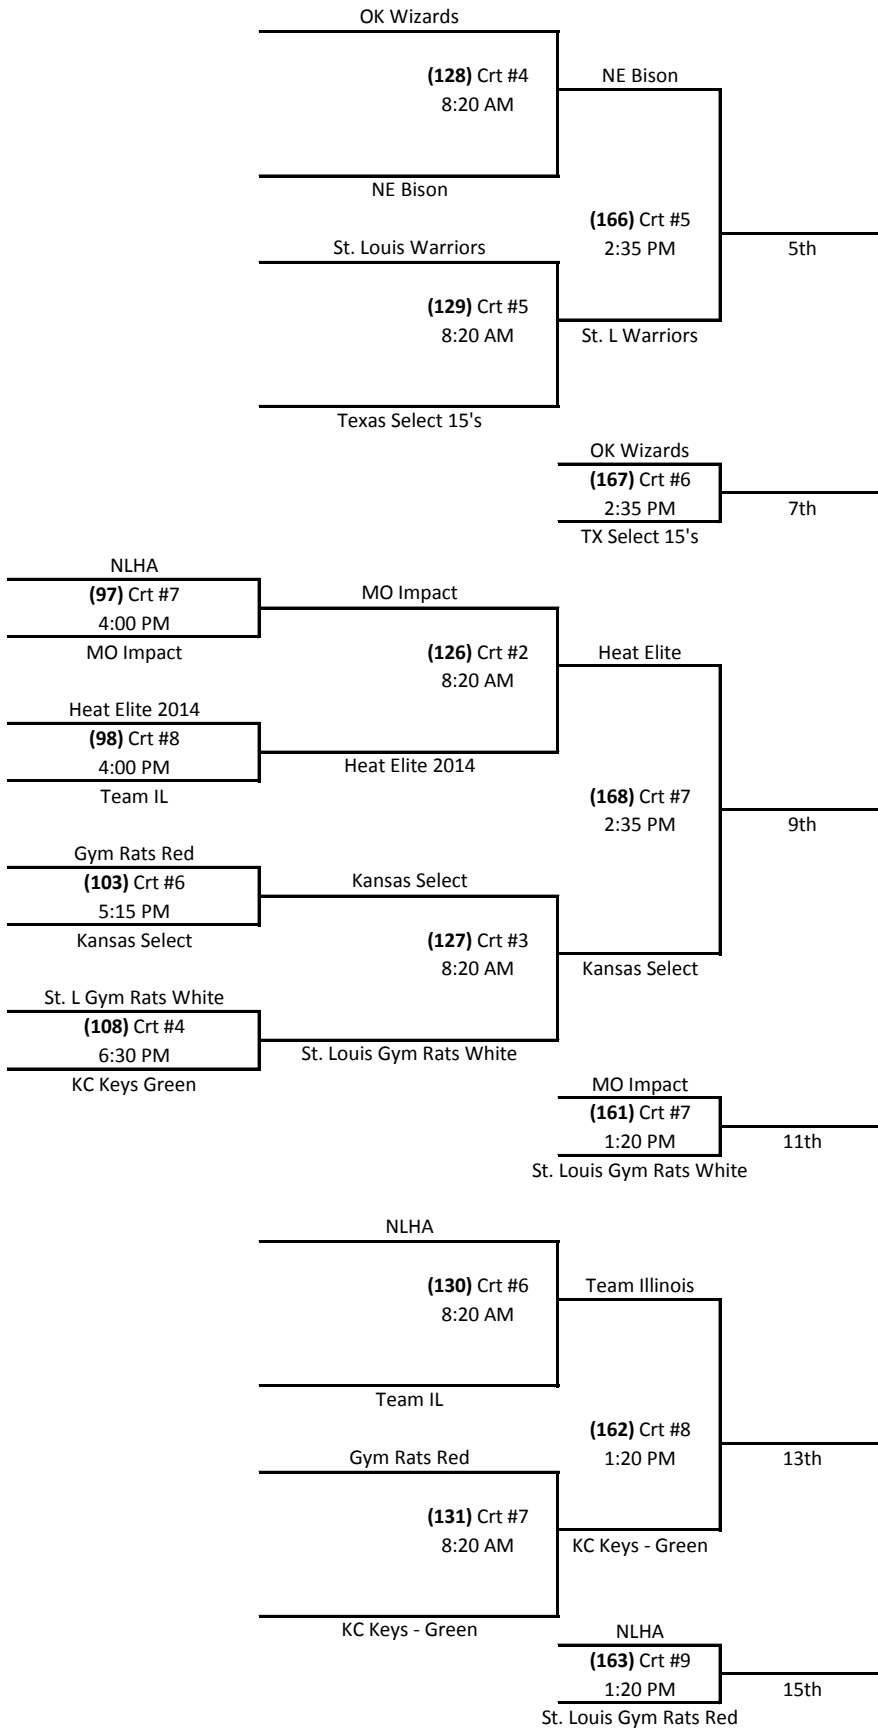 OK Wizards
(128) Crt #4
8:20 AM
NE Bison
NE Bison
St. Louis Warriors
(166) Crt #5
2:35 PM
5th
(129) Crt #5
8:20 AM
St. L Warriors
Texas Select 15's
OK Wizards
(167) Crt #6
2:35 PM
7th
TX Select 15's
NLHA
(97) Crt #7
4:00 PM
MO Impact
MO Impact
(126) Crt #2
8:20 AM
Heat Elite
Heat Elite 2014
(98) Crt #8
4:00 PM
Team IL
Heat Elite 2014
(168) Crt #7
2:35 PM
9th
Gym Rats Red
(103) Crt #6
5:15 PM
Kansas Select
Kansas Select
(127) Crt #3
8:20 AM
Kansas Select
St. L Gym Rats White
(108) Crt #4
6:30 PM
KC Keys Green
St. Louis Gym Rats White
MO Impact
(161) Crt #7
1:20 PM
11th
St. Louis Gym Rats White
NLHA
(130) Crt #6
8:20 AM
Team Illinois
Team IL
(162) Crt #8
1:20 PM
13th
Gym Rats Red
(131) Crt #7
8:20 AM
KC Keys - Green
KC Keys - Green
NLHA
(163) Crt #9
1:20 PM
15th
St. Louis Gym Rats Red